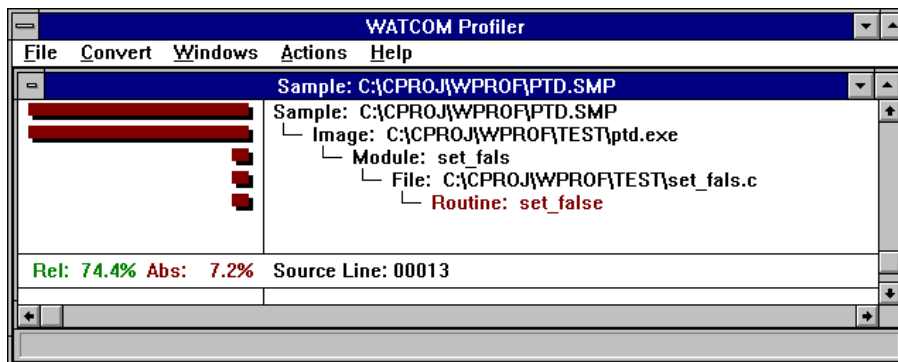 WATCOM Profiler
File Convert Windows Actions Help
Sample: C:\CPROJ\WPROF\PTD.SMP
Sample: C:\CPROJ\WPROF\PTD.SMP
Image: C:\CPROJ\WPROF\TEST\ptd.exe
Module: set_fals
File: C:\CPROJ\WPROF\TEST\set_fals.c
Routine: set_false
Rel: 74.4% Abs: 7.2% Source Line: 00013